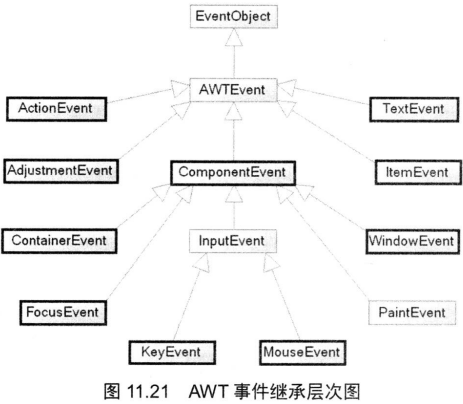 EventObject
AWTEvent
ActionEvent
TextEvent
AdjustmentEvent
ComponentEvent
ItemEvent
ContainerEvent
InputEvent
WindowEvent
FocusEvent
PaintEvent
KeyEvent
MouseEvent
图 11.21 AWT 事件继承层次图